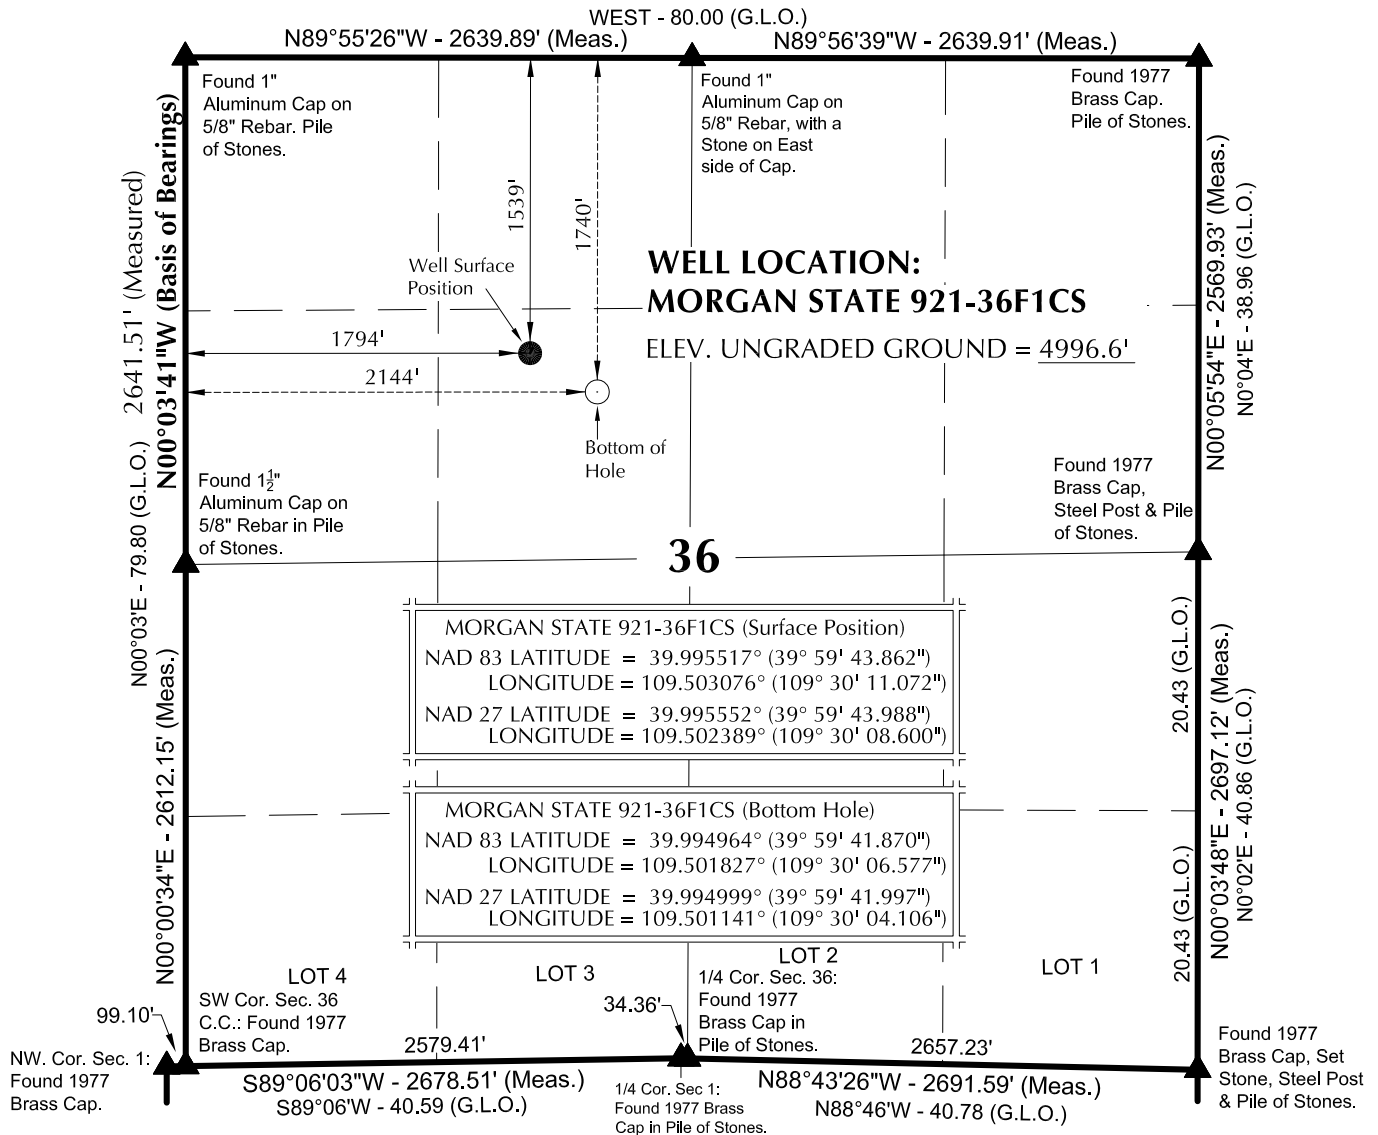 WEST - 80.00 (G.L.O.)
N89°55'26"W - 2639.89' (Meas.)
N89°56'39"W - 2639.91' (Meas.)
Found 1"
Aluminum Cap on
5/8" Rebar. Pile
of Stones.
Found 1"
Aluminum Cap on
5/8" Rebar, with a
Stone on East
side of Cap.
Found 1977
Brass Cap.
Pile of Stones.
N00°03'41"W (Basis of Bearings)
2641.51' (Measured)
N00°03'E - 79.80 (G.L.O.)
N00°05'54"E - 2569.93' (Meas.)
N0°04'E - 38.96 (G.L.O.)
1539'
1740'
Well Surface
Position
WELL LOCATION:
MORGAN STATE 921-36F1CS
ELEV. UNGRADED GROUND = 4996.6'
1794'
2144'
Bottom of
Hole
Found 1½"
Aluminum Cap on
5/8" Rebar in Pile
of Stones.
Found 1977
Brass Cap,
Steel Post & Pile
of Stones.
36
MORGAN STATE 921-36F1CS (Surface Position)
NAD 83 LATITUDE = 39.995517° (39° 59' 43.862")
LONGITUDE = 109.503076° (109° 30' 11.072")
NAD 27 LATITUDE = 39.995552° (39° 59' 43.988")
LONGITUDE = 109.502389° (109° 30' 08.600")
MORGAN STATE 921-36F1CS (Bottom Hole)
NAD 83 LATITUDE = 39.994964° (39° 59' 41.870")
LONGITUDE = 109.501827° (109° 30' 06.577")
NAD 27 LATITUDE = 39.994999° (39° 59' 41.997")
LONGITUDE = 109.501141° (109° 30' 04.106")
N00°00'34"E - 2612.15' (Meas.)
20.43 (G.L.O.)
20.43 (G.L.O.)
N00°03'48"E - 2697.12' (Meas.)
N0°02'E - 40.86 (G.L.O.)
LOT 4
LOT 3
LOT 2
LOT 1
SW Cor. Sec. 36
C.C.: Found 1977
Brass Cap.
1/4 Cor. Sec. 36:
Found 1977
Brass Cap in
Pile of Stones.
99.10'
34.36'
2579.41'
2657.23'
NW. Cor. Sec. 1:
Found 1977
Brass Cap.
S89°06'03"W - 2678.51' (Meas.)
S89°06'W - 40.59 (G.L.O.)
1/4 Cor. Sec 1:
Found 1977 Brass
Cap in Pile of Stones.
N88°43'26"W - 2691.59' (Meas.)
N88°46'W - 40.78 (G.L.O.)
Found 1977
Brass Cap, Set
Stone, Steel Post
& Pile of Stones.